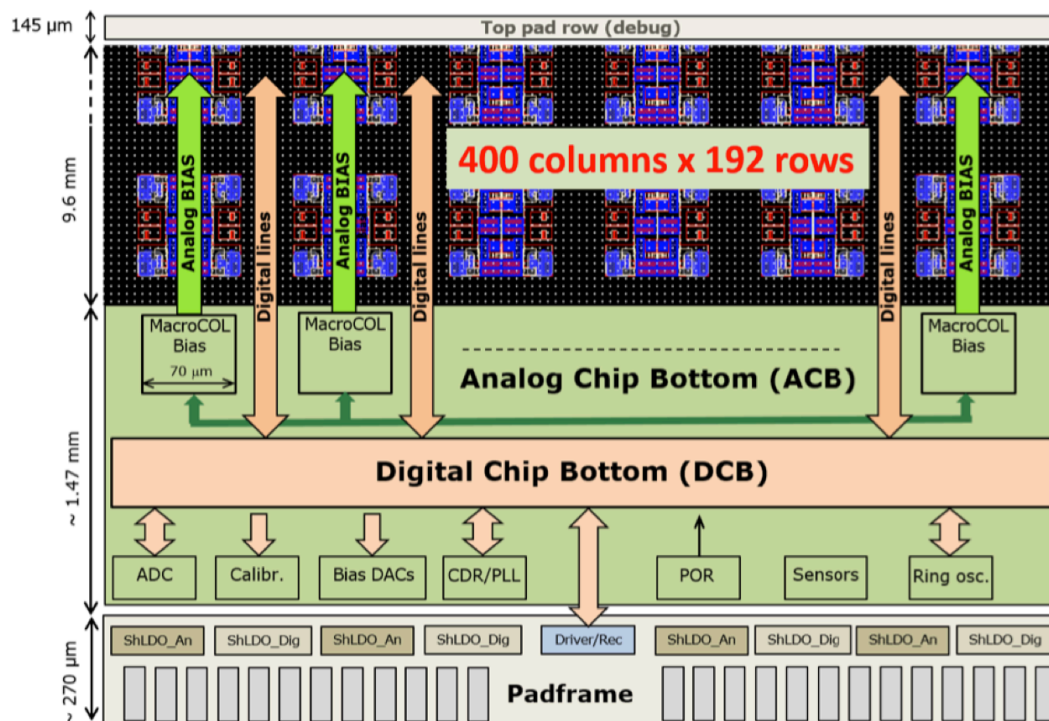 145 μm
Top pad row (debug)
9.6 mm
400 columns x 192 rows
Analog BIAS
Digital lines
Analog BIAS
Digital lines
Digital lines
Analog BIAS
MacroCOL
Bias
70 μm
MacroCOL
Bias
MacroCOL
Bias
Analog Chip Bottom (ACB)
~ 1.47 mm
Digital Chip Bottom (DCB)
ADC
Calibr.
Bias DACs
CDR/PLL
POR
Sensors
Ring osc.
~ 270 μm
ShLDO_An
ShLDO_Dig
ShLDO_An
ShLDO_Dig
Driver/Rec
ShLDO_An
ShLDO_Dig
ShLDO_An
ShLDO_Dig
Padframe